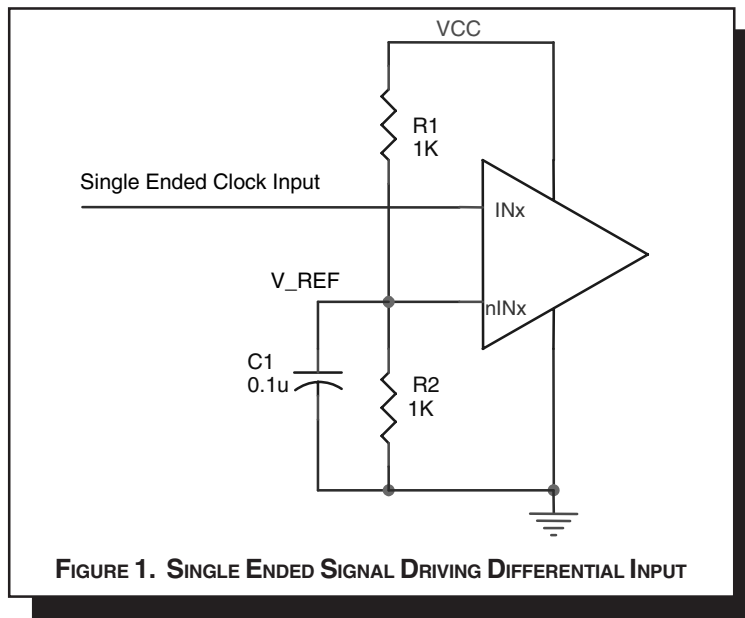 VCC
R1
1K
Single Ended Clock Input
INx
V_REF
nINx
C1
0.1u
R2
1K
FIGURE 1. SINGLE ENDED SIGNAL DRIVING DIFFERENTIAL INPUT